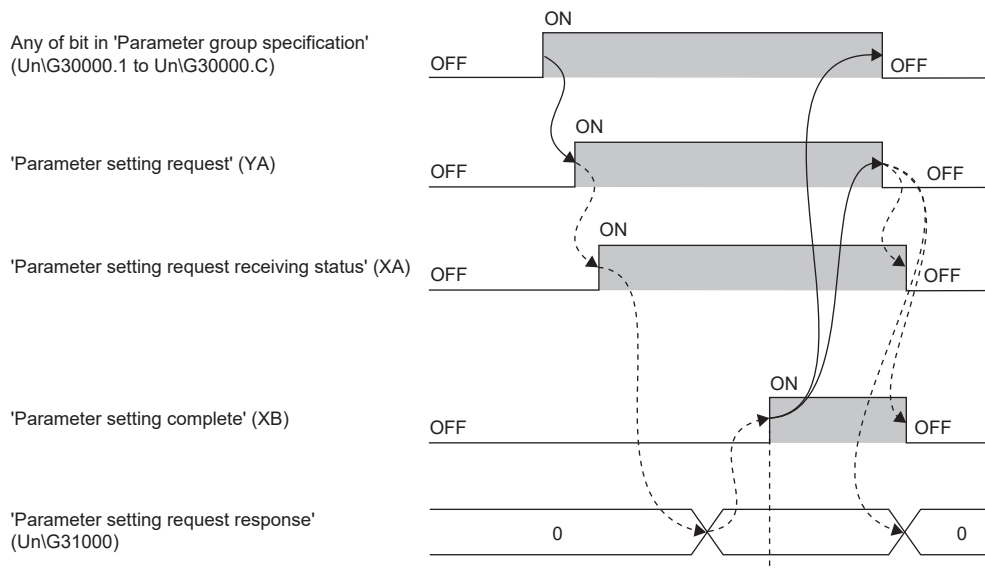 ON
Any of bit in 'Parameter group specification'
(Un\G30000.1 to Un\G30000.C)
OFF
OFF
ON
'Parameter setting request' (YA)
OFF
OFF
ON
'Parameter setting request receiving status' (XA)
OFF
OFF
ON
'Parameter setting complete' (XB)
OFF
OFF
'Parameter setting request response'
(Un\G31000)
0
0